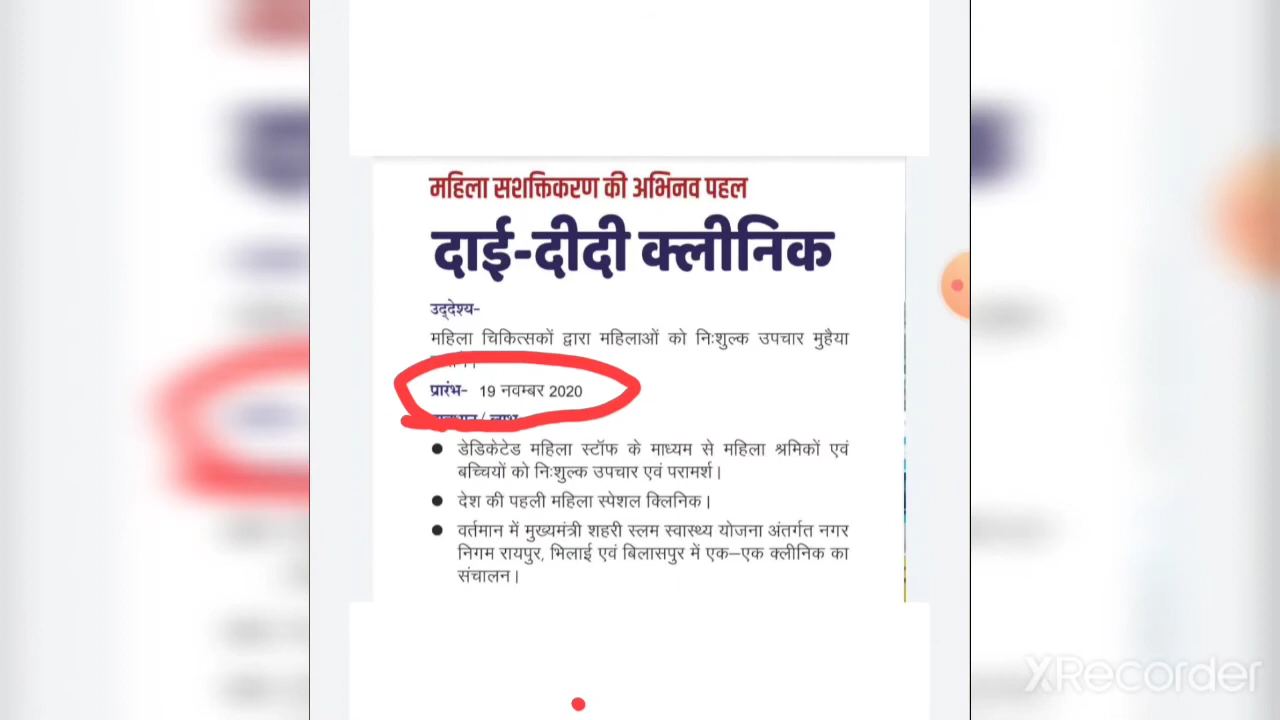 महिला सशक्तिकरण की अभिनव पहल
दाई-दीदी क्लीनिक
उद्देश्य-
महिला चिकित्सकों द्वारा महिलाओं को निःशुल्क उपचार मुहैया
प्रारंभ- 19 नवम्बर 2020
डेडिकेटेड महिला स्टॉफ के माध्यम से महिला श्रमिकों एवं
बच्चियों को निःशुल्क उपचार एवं परामर्श।
देश की पहली महिला स्पेशल क्लिनिक।
वर्तमान में मुख्यमंत्री शहरी स्लम स्वास्थ्य योजना अंतर्गत नगर
निगम रायपुर, भिलाई एवं बिलासपुर में एक–एक क्लीनिक का
संचालन।
XRecorder